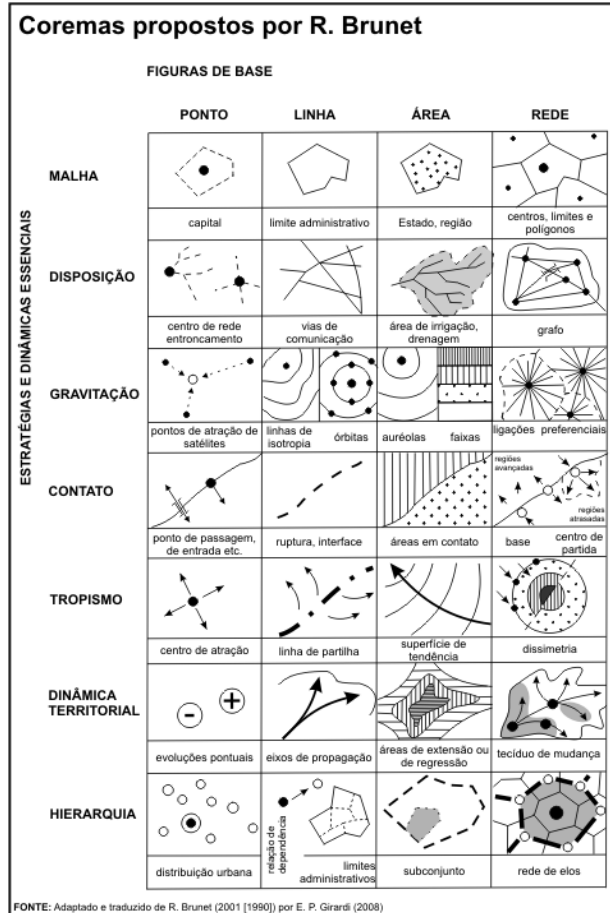 Coremas propostos por R. Brunet
FIGURAS DE BASE
PONTO LINHA ÁREA REDE
ESTRATÉGIAS E DINÂMICAS ESSENCIAIS
MALHA
capital limite administrativo Estado, região centros, limites e
polígonos
DISPOSIÇÃO
centro de rede vias de área de irrigação, grafo
entroncamento comunicação drenagem
GRAVITAÇÃO
pontos de atração de linhas de órbitas auréolas faixas ligações preferenciais
satélites isotropia
CONTATO
regiões
avançadas
regiões
atrasadas
ponto de passagem, ruptura, interface áreas em contato base centro de
de entrada etc. partida
TROPISMO
centro de atração linha de partilha superfície de dissimetria
tendência
DINÂMICA
TERRITORIAL
- +
evoluções pontuais eixos de propagação áreas de extensão ou tecíduo de mudança
de regressão
HIERARQUIA
relação de
dependência
distribuição urbana limites subconjunto rede de elos
administrativos
FONTE: Adaptado e traduzido de R. Brunet (2001 [1990]) por E. P. Girardi (2008)